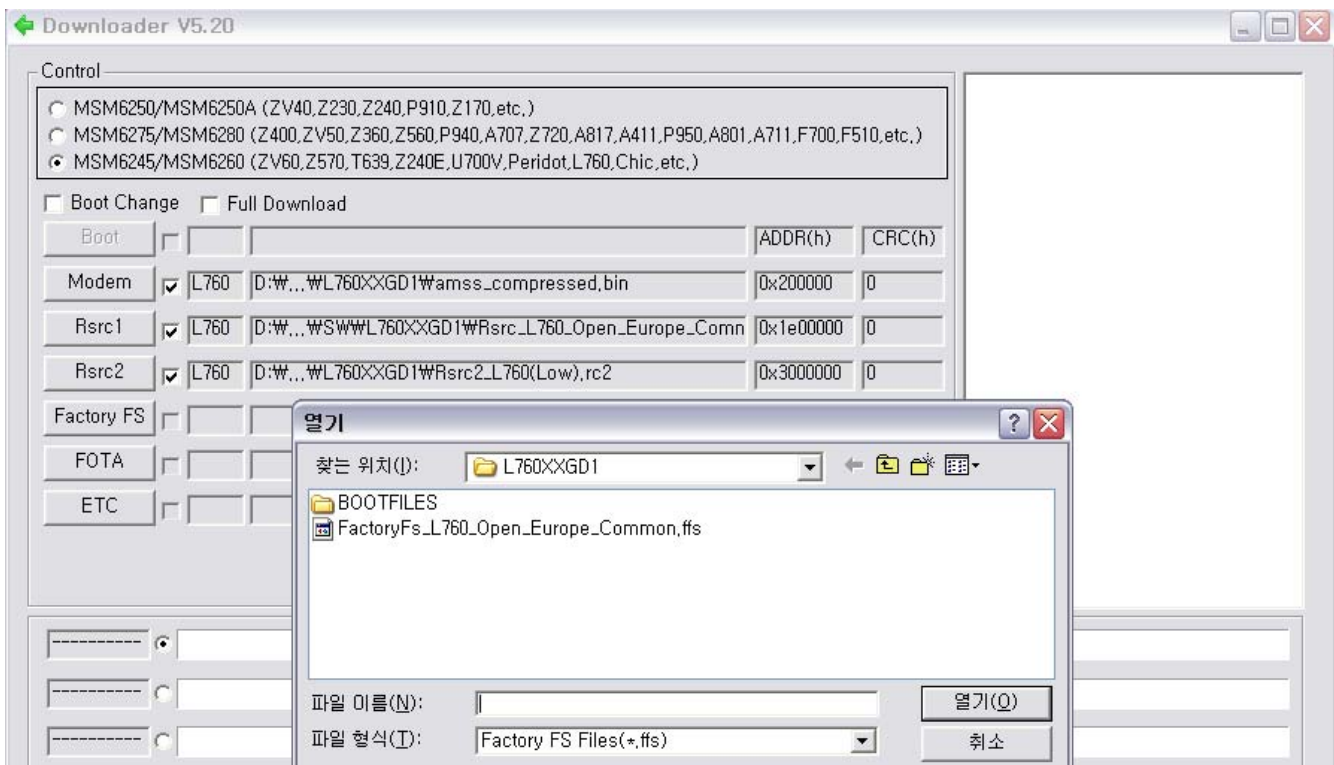 Downloader V5.20
Control
MSM6250/MSM6250A (ZV40,Z230,Z240,P910,Z170,etc,)
MSM6275/MSM6280 (Z400,ZV50,Z360,Z560,P940,A707,Z720,A817,A411,P950,A801,A711,F700,F510,etc,)
MSM6245/MSM6260 (ZV60,Z570,T639,Z240E,U700V,Peridot,L760,Chic,etc,)
Boot Change Full Download
Boot ADDR(h) CRC(h)
Modem L760 D:₩,,,₩L760XXGD1₩amss_compressed,bin 0x200000 0
Rsrc1 L760 D:₩,,,₩SW₩L760XXGD1₩Rsrc_L760_Open_Europe_Comn 0x1e00000 0
Rsrc2 L760 D:₩,,,₩L760XXGD1₩Rsrc2_L760(Low),rc2 0x3000000 0
Factory FS
FOTA
ETC
열기
찾는 위치(I): L760XXGD1
BOOTFILES
FactoryFs_L760_Open_Europe_Common,ffs
파일 이름(N): 열기(O)
파일 형식(T): Factory FS Files(*,ffs) 취소
----------
----------
----------